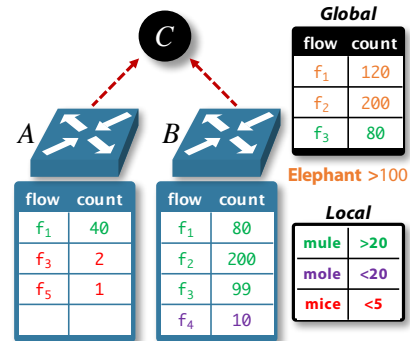 C
Global
flow count
f₁ 120
f₂ 200
f₃ 80
Elephant >100
A
B
flow count
f₁ 40
f₃ 2
f₅ 1
flow count
f₁ 80
f₂ 200
f₃ 99
f₄ 10
Local
mule >20
mole <20
mice <5